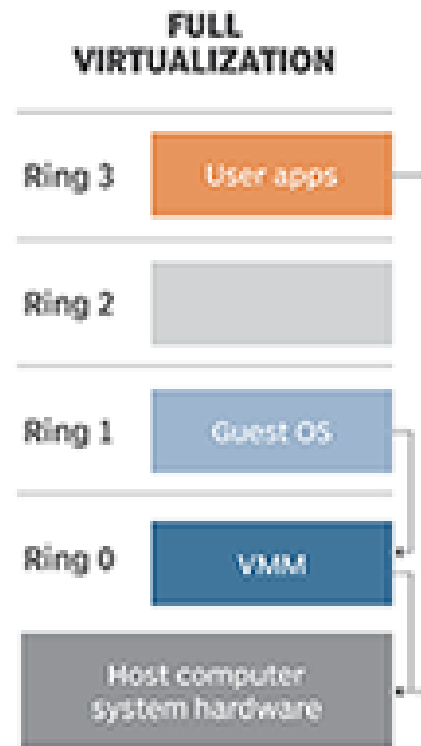 FULL
VIRTUALIZATION
Ring 3
User apps
Ring 2
Ring 1
Guest OS
Ring 0
VMM
Host computer
system hardware